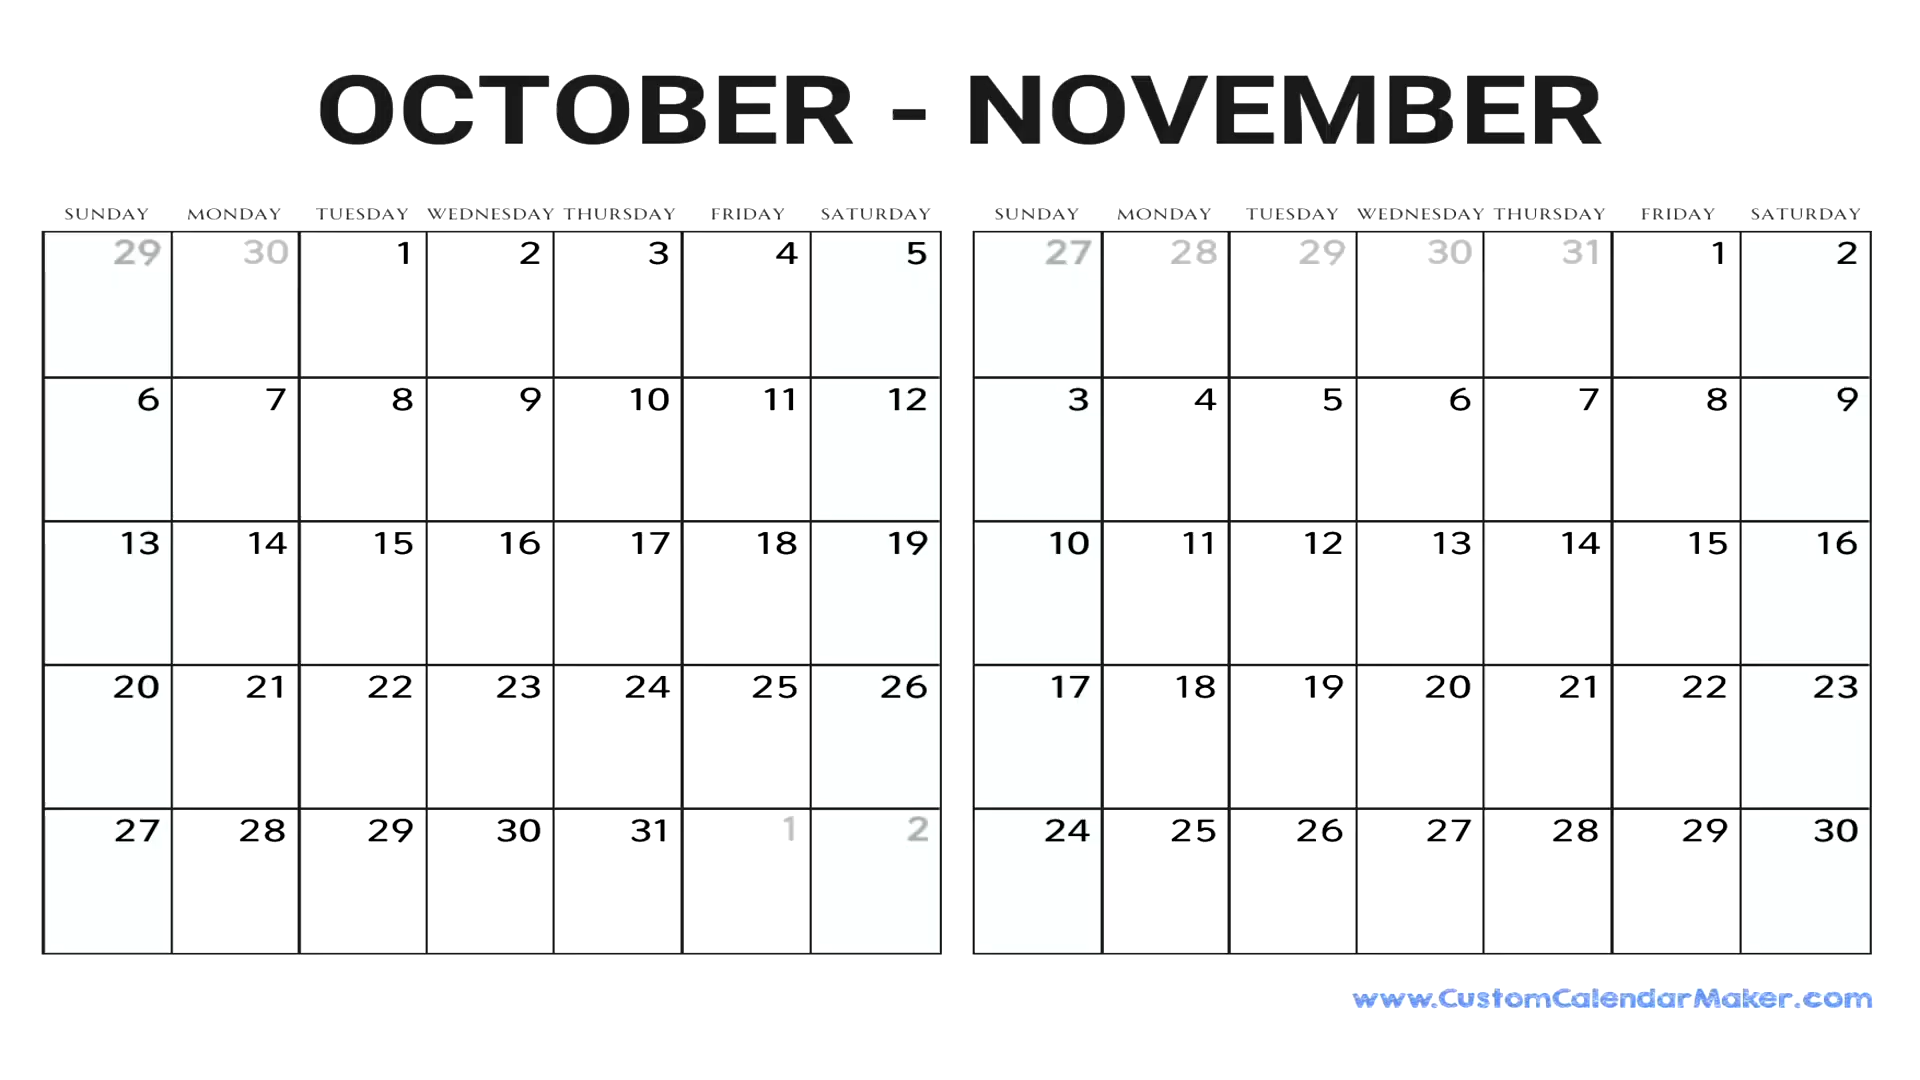 OCTOBER - NOVEMBER
SUNDAY MONDAY TUESDAY WEDNESDAY THURSDAY FRIDAY SATURDAY
29 30 1 2 3 4 5
6 7 8 9 10 11 12
13 14 15 16 17 18 19
20 21 22 23 24 25 26
27 28 29 30 31 1 2
SUNDAY MONDAY TUESDAY WEDNESDAY THURSDAY FRIDAY SATURDAY
27 28 29 30 31 1 2
3 4 5 6 7 8 9
10 11 12 13 14 15 16
17 18 19 20 21 22 23
24 25 26 27 28 29 30
www.CustomCalendarMaker.com